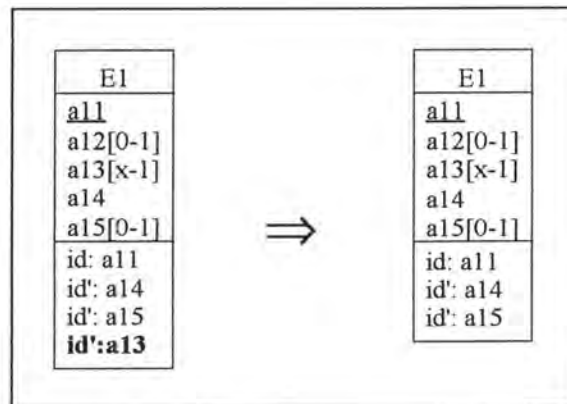 E1
a11
a12[0-1]
a13[x-1]
a14
a15[0-1]
id: a11
id': a14
id': a15
id':a13
⇒
E1
a11
a12[0-1]
a13[x-1]
a14
a15[0-1]
id: a11
id': a14
id': a15